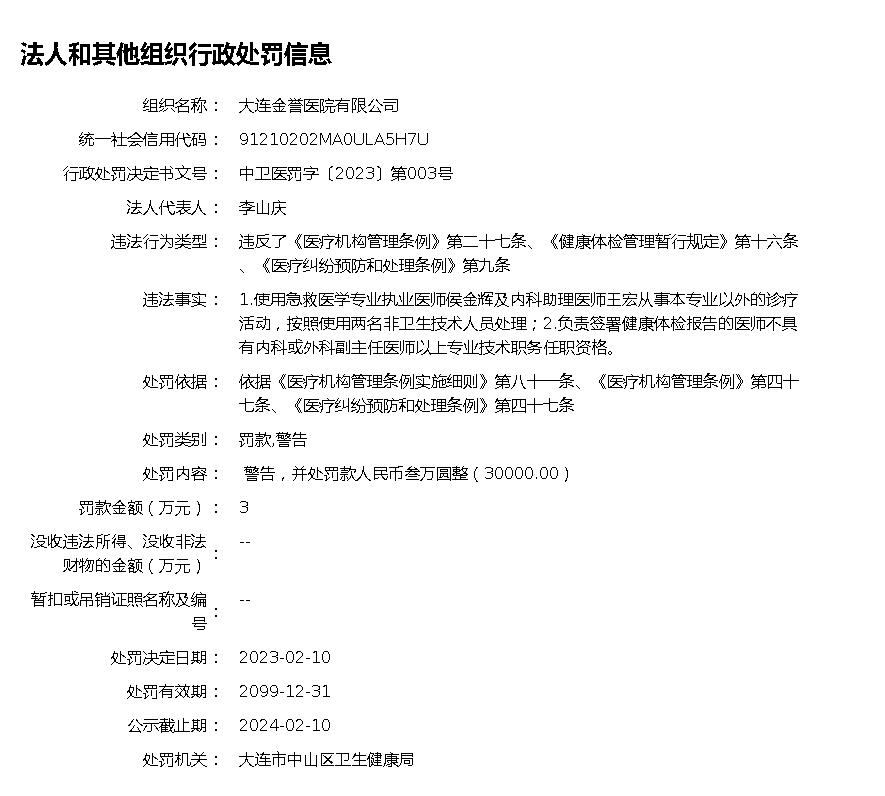 法人和其他组织行政处罚信息
组织名称： 大连金誉医院有限公司
统一社会信用代码： 91210202MA0ULA5H7U
行政处罚决定书文号： 中卫医罚字〔2023〕第003号
法人代表人： 李山庆
违法行为类型： 违反了《医疗机构管理条例》第二十七条、《健康体检管理暂行规定》第十六条
、《医疗纠纷预防和处理条例》第九条
违法事实： 1.使用急救医学专业执业医师侯金辉及内科助理医师王宏从事本专业以外的诊疗
活动，按照使用两名非卫生技术人员处理；2.负责签署健康体检报告的医师不具
有内科或外科副主任医师以上专业技术职务任职资格。
处罚依据： 依据《医疗机构管理条例实施细则》第八十一条、《医疗机构管理条例》第四十
七条、《医疗纠纷预防和处理条例》第四十七条
处罚类别： 罚款,警告
处罚内容： 警告，并处罚款人民币叁万圆整（30000.00）
罚款金额（万元）： 3
没收违法所得、没收非法
财物的金额（万元）： --
暂扣或吊销证照名称及编
号： --
处罚决定日期： 2023-02-10
处罚有效期： 2099-12-31
公示截止期： 2024-02-10
处罚机关： 大连市中山区卫生健康局